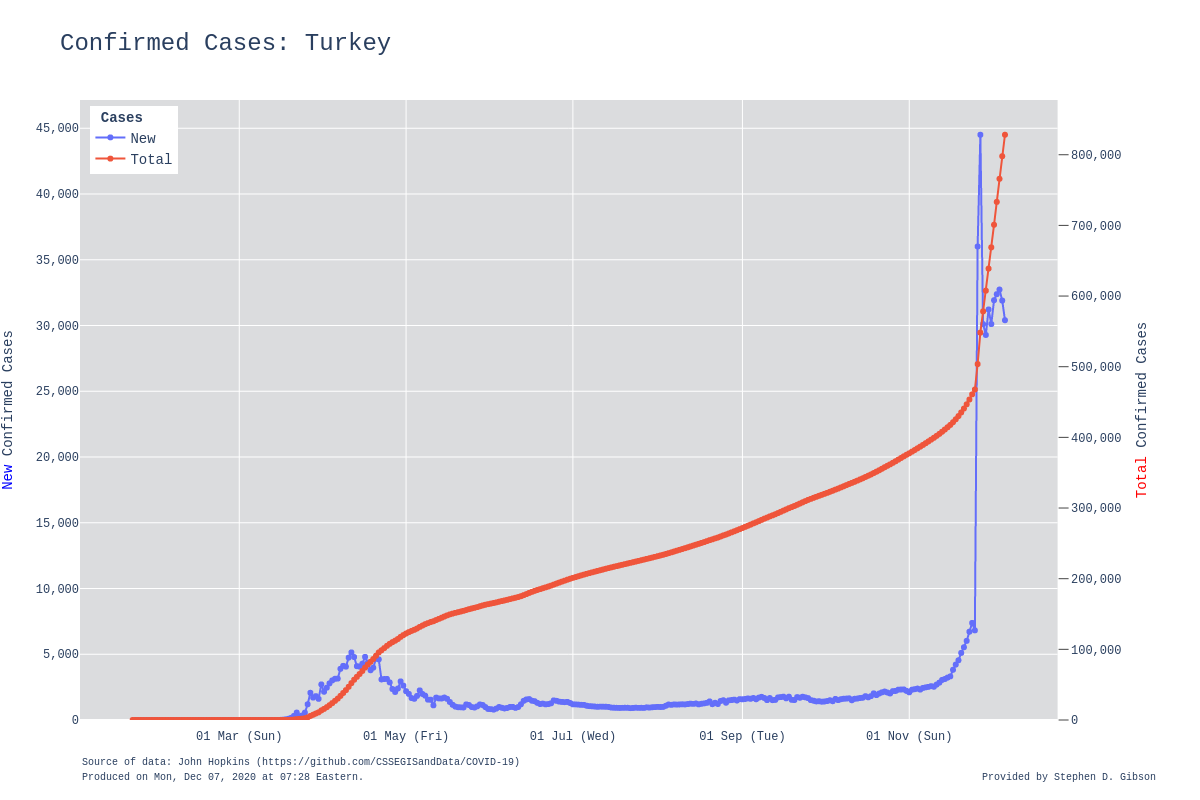 Confirmed Cases: Turkey
Cases
New
Total
45,000
40,000
35,000
30,000
25,000
20,000
15,000
10,000
5,000
0
New Confirmed Cases
800,000
700,000
600,000
500,000
400,000
300,000
200,000
100,000
0
Total Confirmed Cases
01 Mar (Sun) 01 May (Fri) 01 Jul (Wed) 01 Sep (Tue) 01 Nov (Sun)
Source of data: John Hopkins (https://github.com/CSSEGISandData/COVID-19)
Produced on Mon, Dec 07, 2020 at 07:28 Eastern.
Provided by Stephen D. Gibson